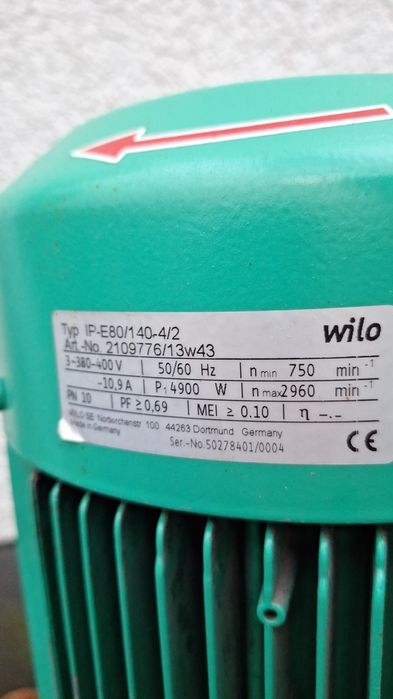 Typ IP-E80/140-4/2
wilo
Art.-No. 2109776/13w43
3~380-400 V 50/60 Hz n min 750 min⁻¹
-10,9 A P₁ 4900 W n max 2960 min⁻¹
PN 10 PF ≥ 0,69 MEI ≥ 0.10 η -.-
WILO SE Nortkirchenstr 100 44263 Dortmund Germany
Made in Germany
Ser.-No.50278401/0004
CE